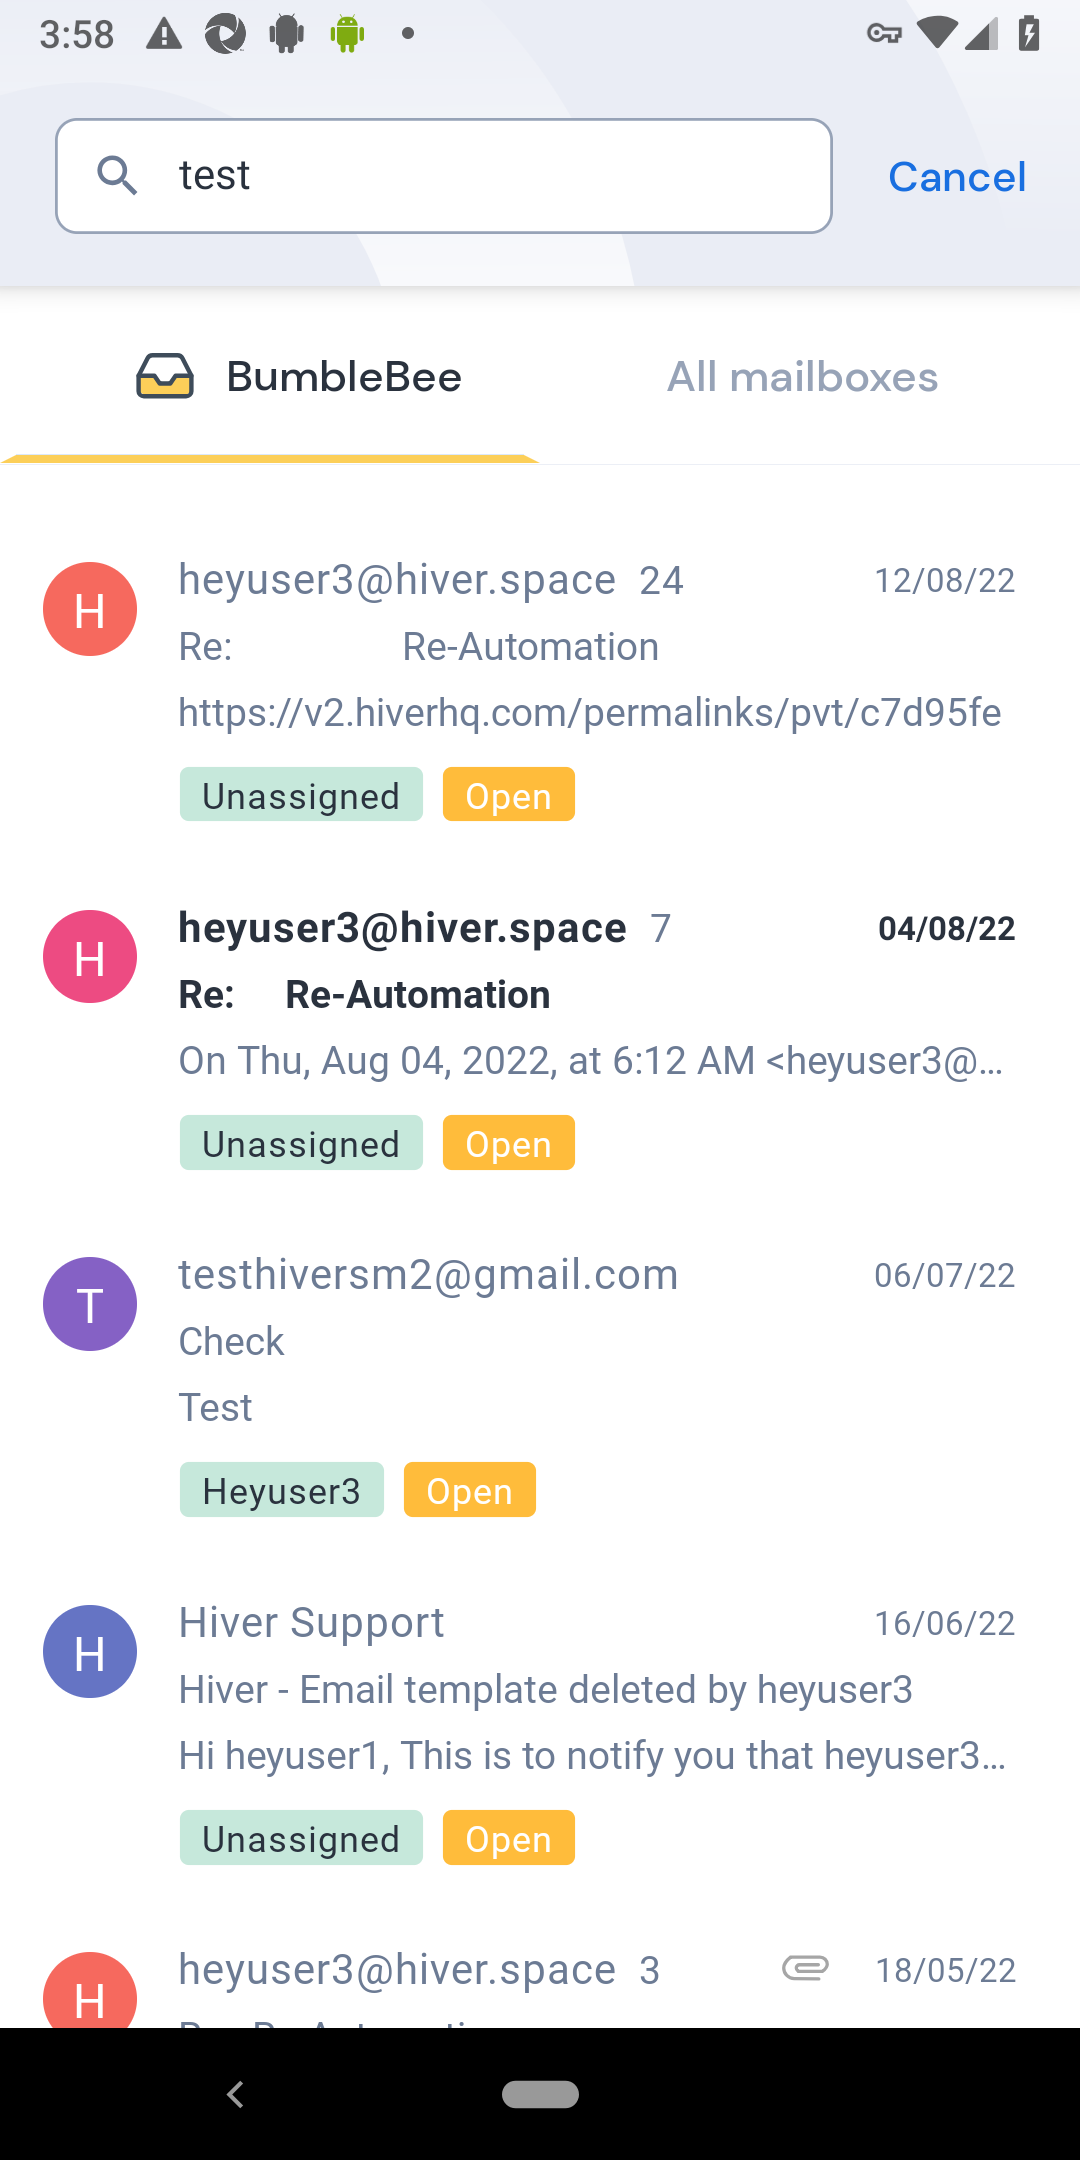 3:58
test
Cancel
BumbleBee
All mailboxes
H
heyuser3@hiver.space 24
12/08/22
Re: Re-Automation
https://v2.hiverhq.com/permalinks/pvt/c7d95fe
Unassigned Open
H
heyuser3@hiver.space 7
04/08/22
Re: Re-Automation
On Thu, Aug 04, 2022, at 6:12 AM <heyuser3@...
Unassigned Open
T
testhiversm2@gmail.com
06/07/22
Check
Test
Heyuser3 Open
H
Hiver Support
16/06/22
Hiver - Email template deleted by heyuser3
Hi heyuser1, This is to notify you that heyuser3...
Unassigned Open
H
heyuser3@hiver.space 3
18/05/22